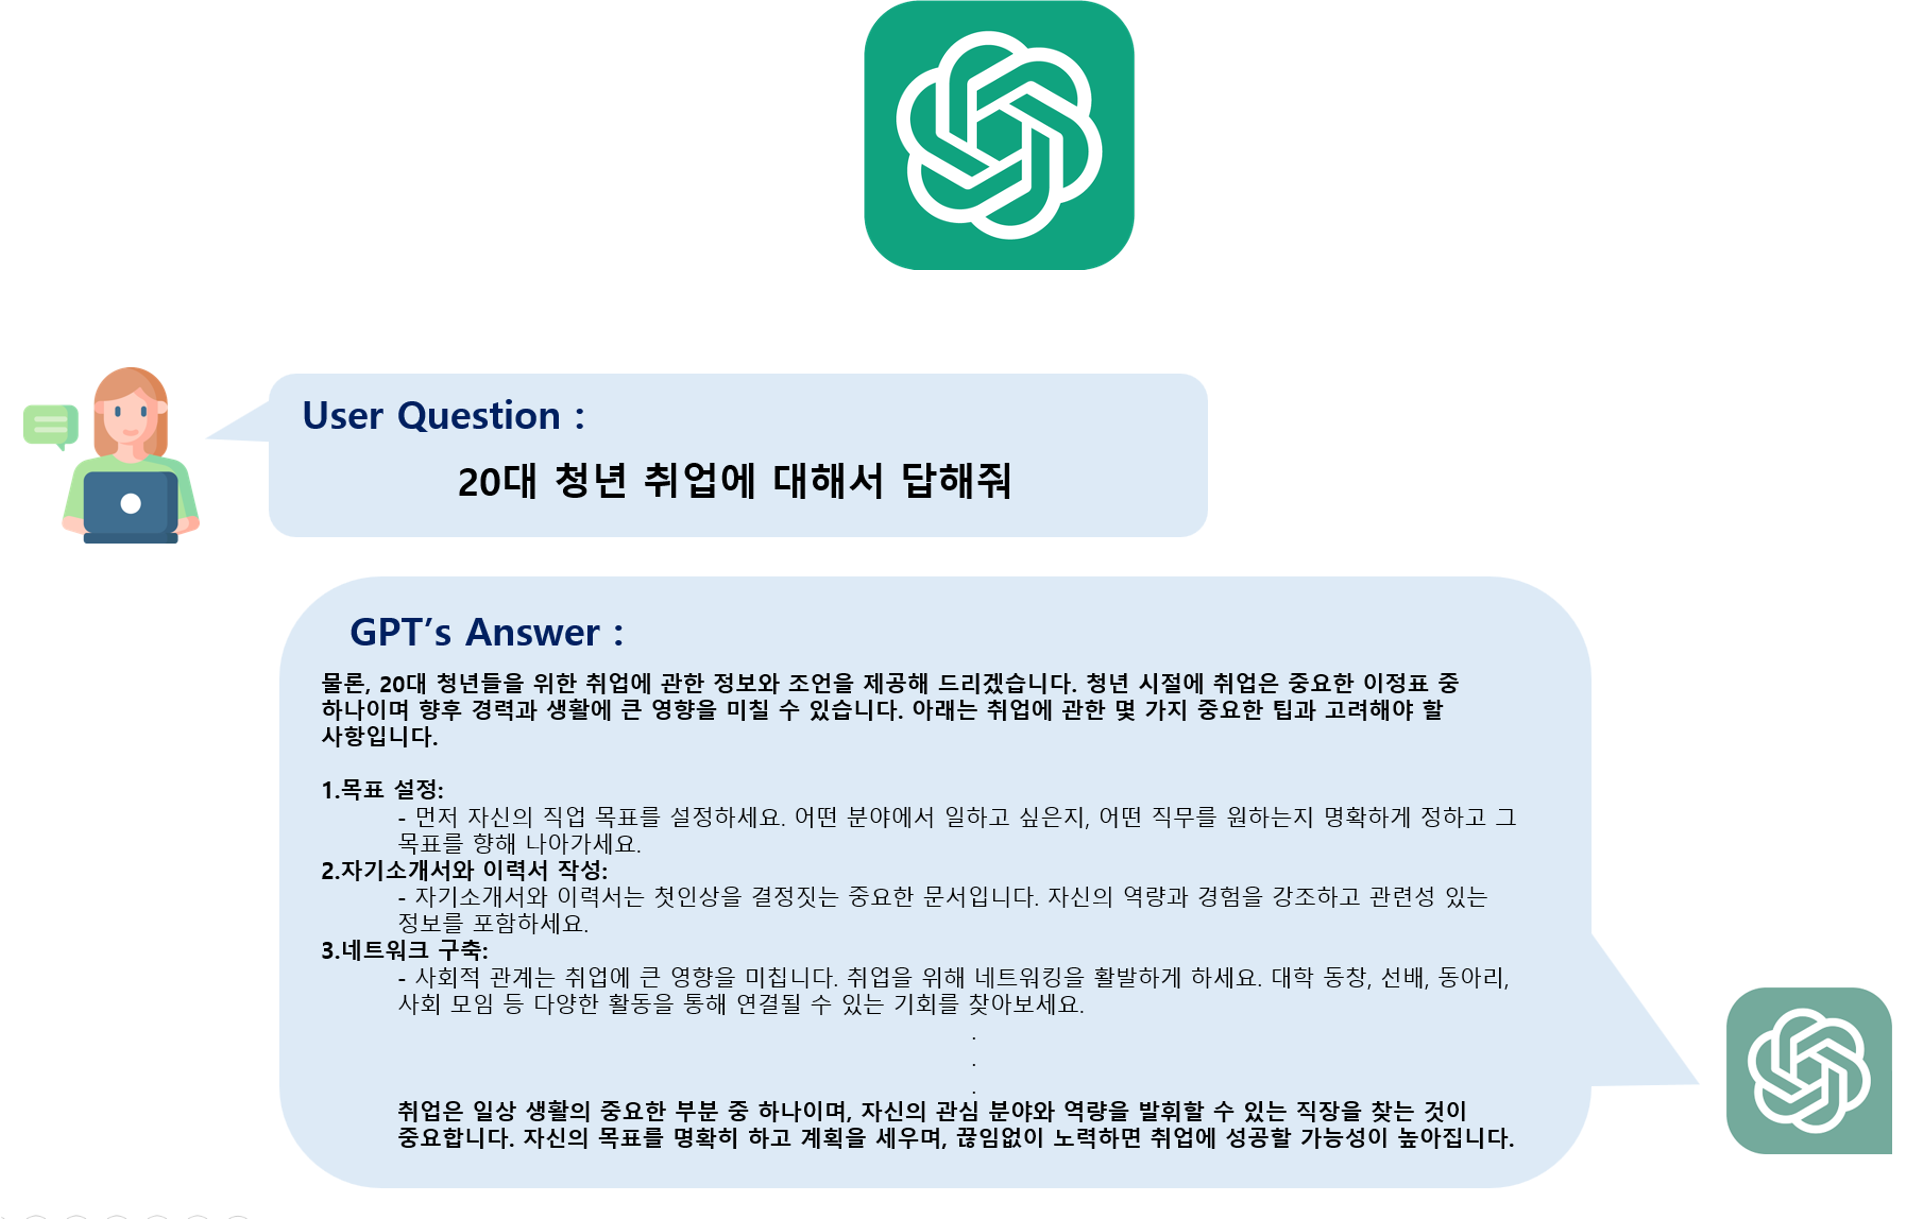 User Question :
20대 청년 취업에 대해서 답해줘
GPT’s Answer :
물론, 20대 청년들을 위한 취업에 관한 정보와 조언을 제공해 드리겠습니다. 청년 시절에 취업은 중요한 이정표 중
하나이며 향후 경력과 생활에 큰 영향을 미칠 수 있습니다. 아래는 취업에 관한 몇 가지 중요한 팁과 고려해야 할
사항입니다.
1.목표 설정:
- 먼저 자신의 직업 목표를 설정하세요. 어떤 분야에서 일하고 싶은지, 어떤 직무를 원하는지 명확하게 정하고 그
목표를 향해 나아가세요.
2.자기소개서와 이력서 작성:
- 자기소개서와 이력서는 첫인상을 결정짓는 중요한 문서입니다. 자신의 역량과 경험을 강조하고 관련성 있는
정보를 포함하세요.
3.네트워크 구축:
- 사회적 관계는 취업에 큰 영향을 미칩니다. 취업을 위해 네트워킹을 활발하게 하세요. 대학 동창, 선배, 동아리,
사회 모임 등 다양한 활동을 통해 연결될 수 있는 기회를 찾아보세요.
.
.
.
취업은 일상 생활의 중요한 부분 중 하나이며, 자신의 관심 분야와 역량을 발휘할 수 있는 직장을 찾는 것이
중요합니다. 자신의 목표를 명확히 하고 계획을 세우며, 끊임없이 노력하면 취업에 성공할 가능성이 높아집니다.